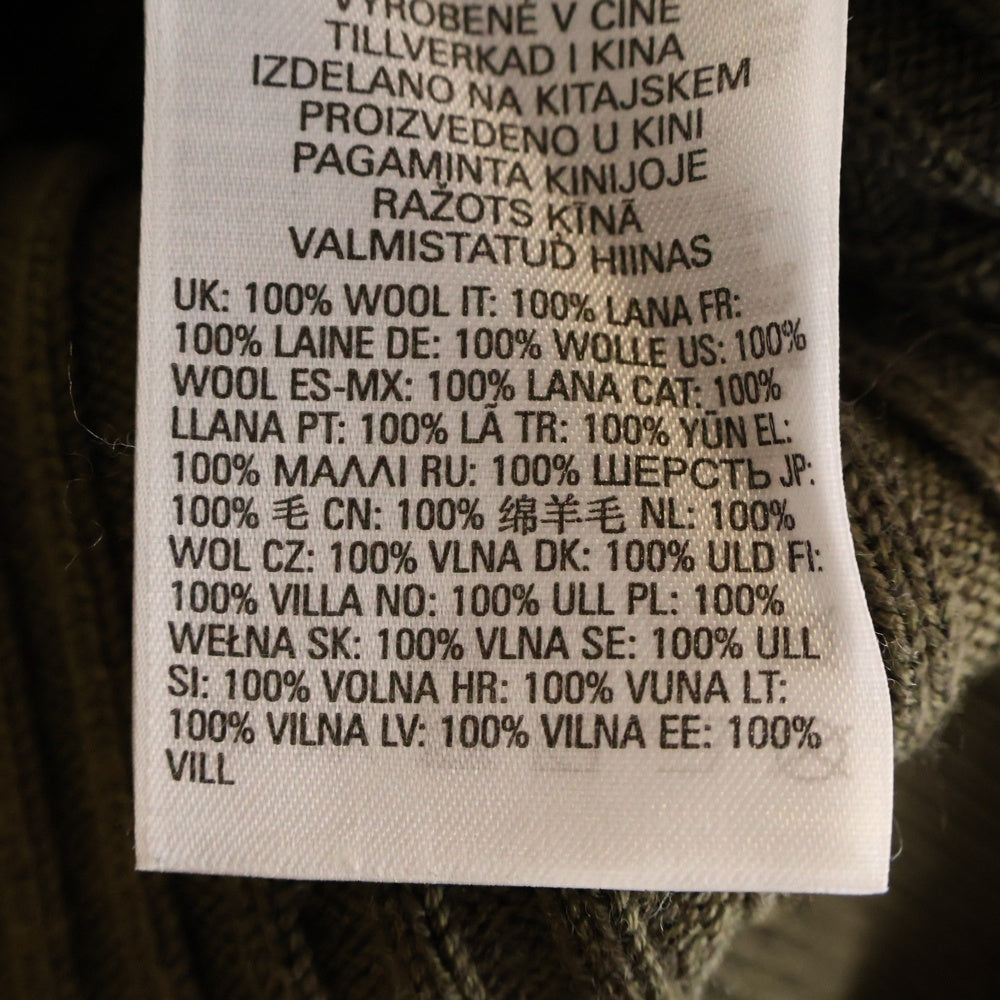 VYROBENÉ V ČÍNE
TILLVERKAD I KINA
IZDELANO NA KITAJSKEM
PROIZVEDENO U KINI
PAGAMINTA KINIJOJE
RAŽOTS ĶĪNĀ
VALMISTATUD HIINAS
UK: 100% WOOL IT: 100% LANA FR:
100% LAINE DE: 100% WOLLE US: 100%
WOOL ES-MX: 100% LANA CAT: 100%
LLANA PT: 100% LÃ TR: 100% YŪN EL:
100% ΜΑΛΛΙ RU: 100% ШЕРСТЬ JP:
100% 毛 CN: 100% 绵羊毛 NL: 100%
WOL CZ: 100% VLNA DK: 100% ULD FI:
100% VILLA NO: 100% ULL PL: 100%
WEŁNA SK: 100% VLNA SE: 100% ULL
SI: 100% VOLNA HR: 100% VUNA LT:
100% VILNA LV: 100% VILNA EE: 100%
VILL